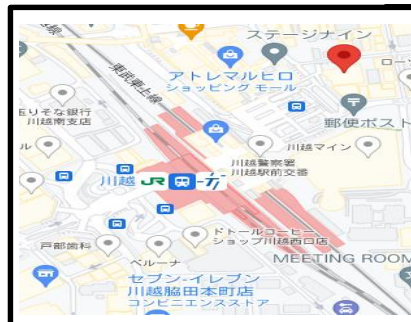 ステージナイン
アトレマルヒロ
ショッピング モール
ロー
東武東上線
玉りそな銀行
川越南支店
郵便ポスト
川越マイン
ル
川越警察署
川越駅前交番
川越 JR
ドトールコーヒー
ショップ川越西口店
戸部歯科
ベルーナ
MEETING ROOM
セブン-イレブン
川越脇田本町店
コンビニエンスストア